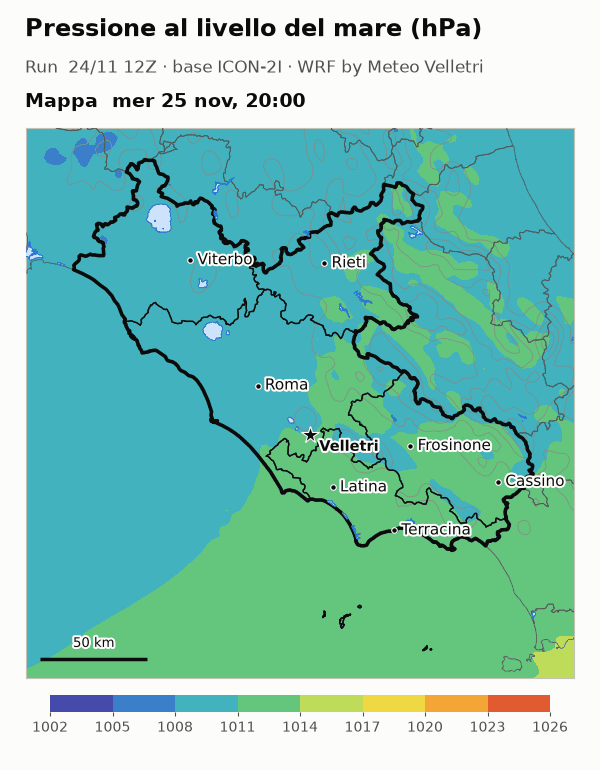 Pressione al livello del mare (hPa)
Run 24/11 12Z · base ICON-2I · WRF by Meteo Velletri
Mappa mer 25 nov, 20:00
Viterbo
Rieti
Roma
Velletri
Frosinone
Latina
Cassino
Terracina
50 km
1002 1005 1008 1011 1014 1017 1020 1023 1026